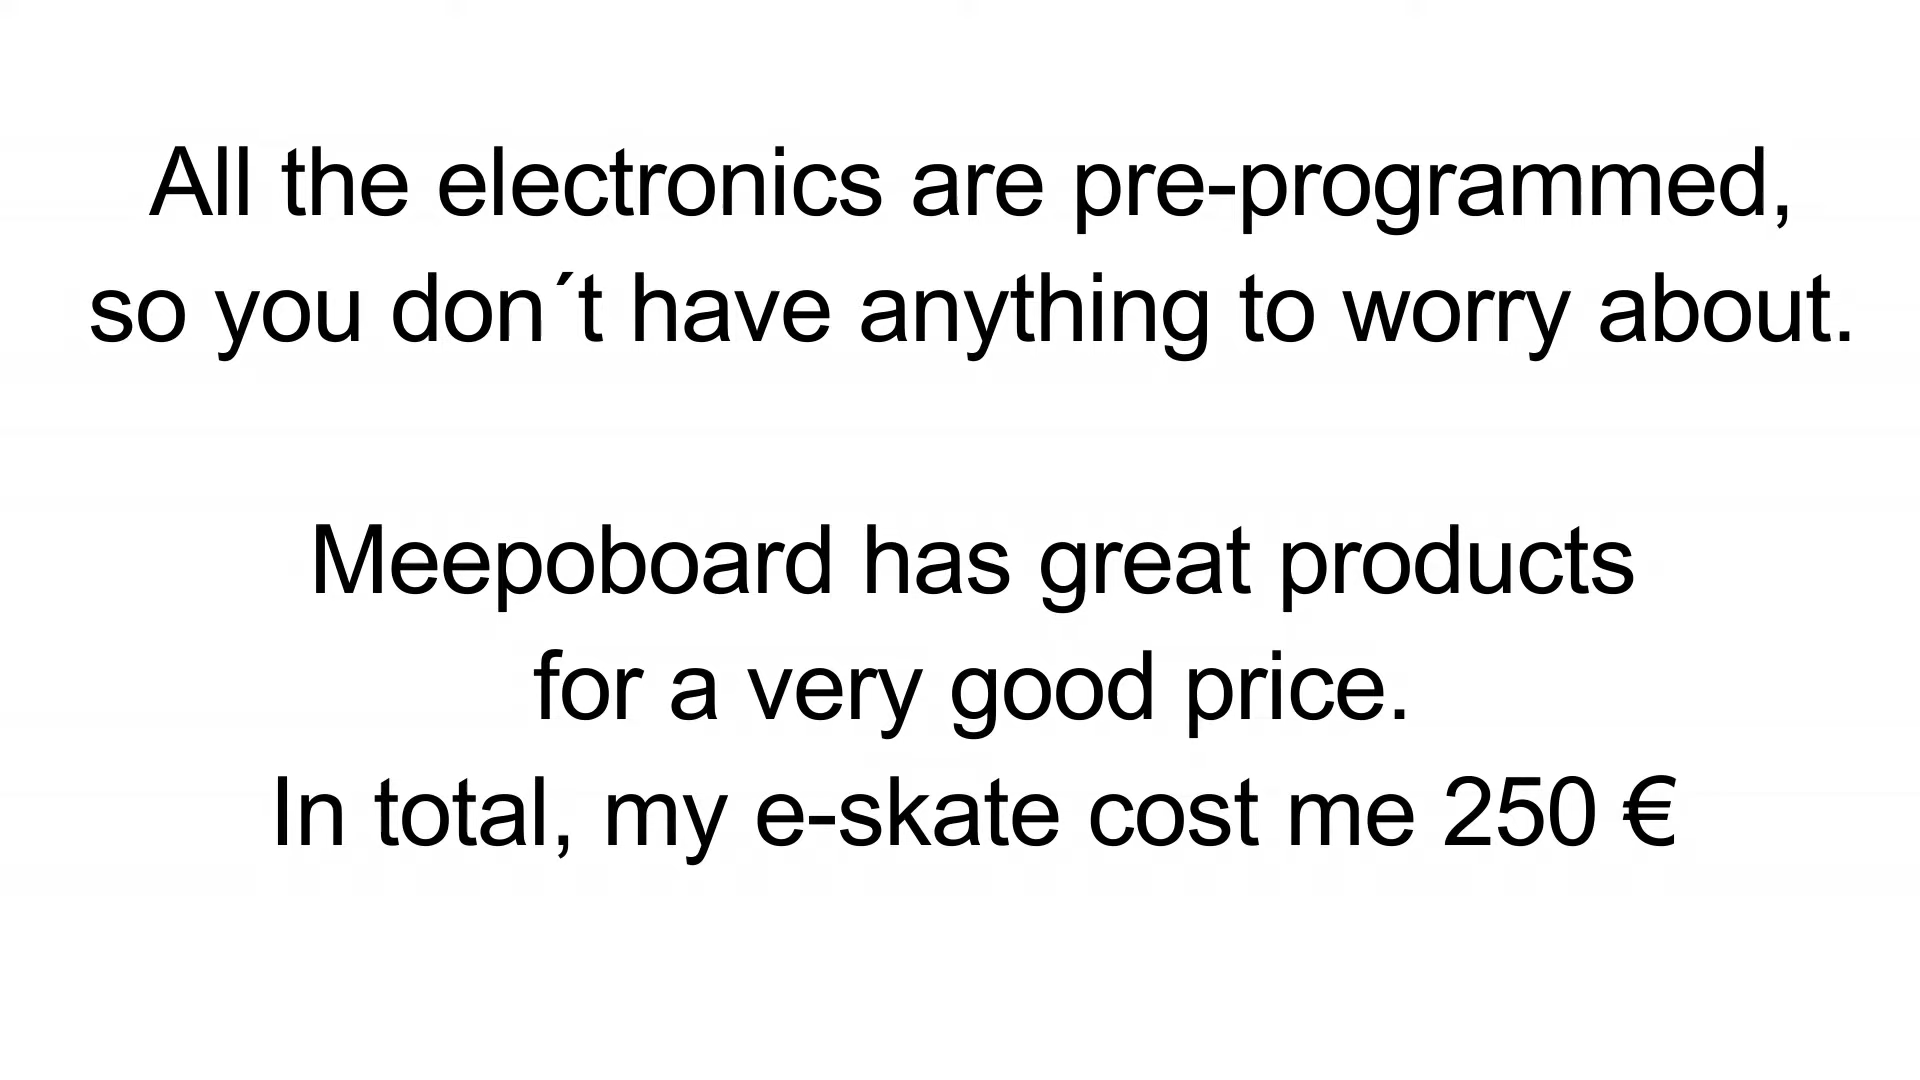 All the electronics are pre-programmed,
so you don´t have anything to worry about.
Meepoboard has great products
for a very good price.
In total, my e-skate cost me 250 €